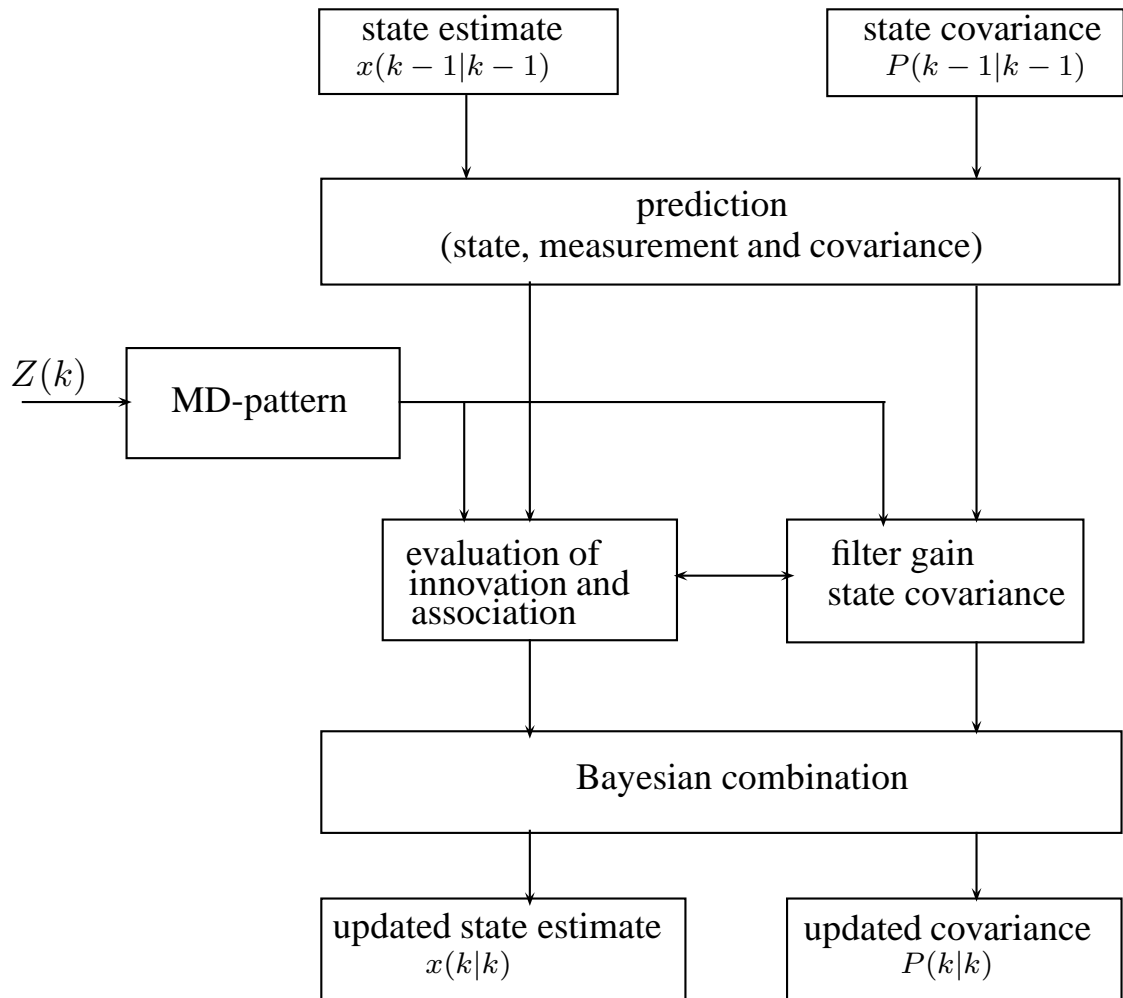 state estimate
x(k − 1|k − 1)
state covariance
P(k − 1|k − 1)
prediction
(state, measurement and covariance)
Z(k)
MD-pattern
evaluation of
innovation and
association
filter gain
state covariance
Bayesian combination
updated state estimate
x(k|k)
updated covariance
P(k|k)